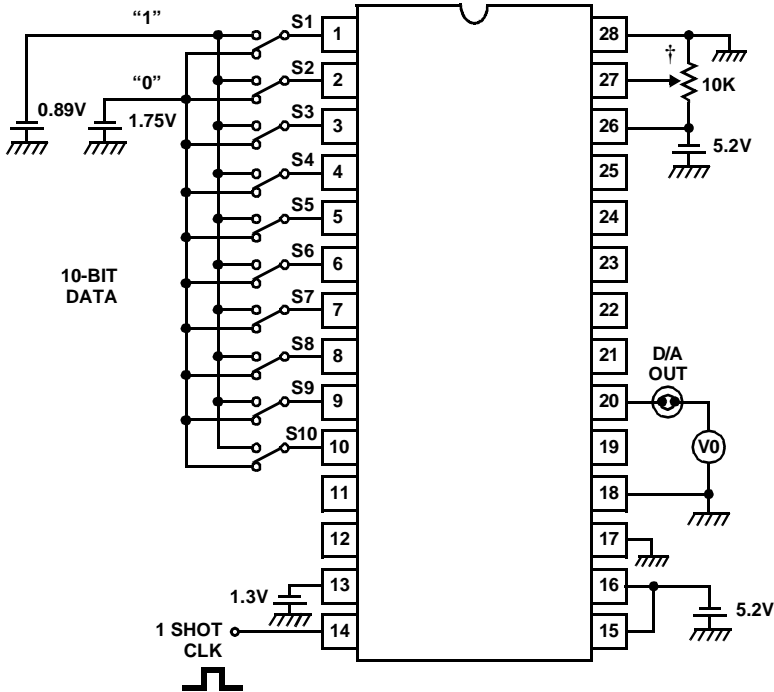 “1”
“0”
0.89V
1.75V
10-BIT
DATA
S1
S2
S3
S4
S5
S6
S7
S8
S9
S10
1
2
3
4
5
6
7
8
9
10
11
12
13
14
1.3V
1 SHOT
CLK
28
27
26
25
24
23
22
21
20
19
18
17
16
15
†
10K
5.2V
D/A
OUT
V0
5.2V